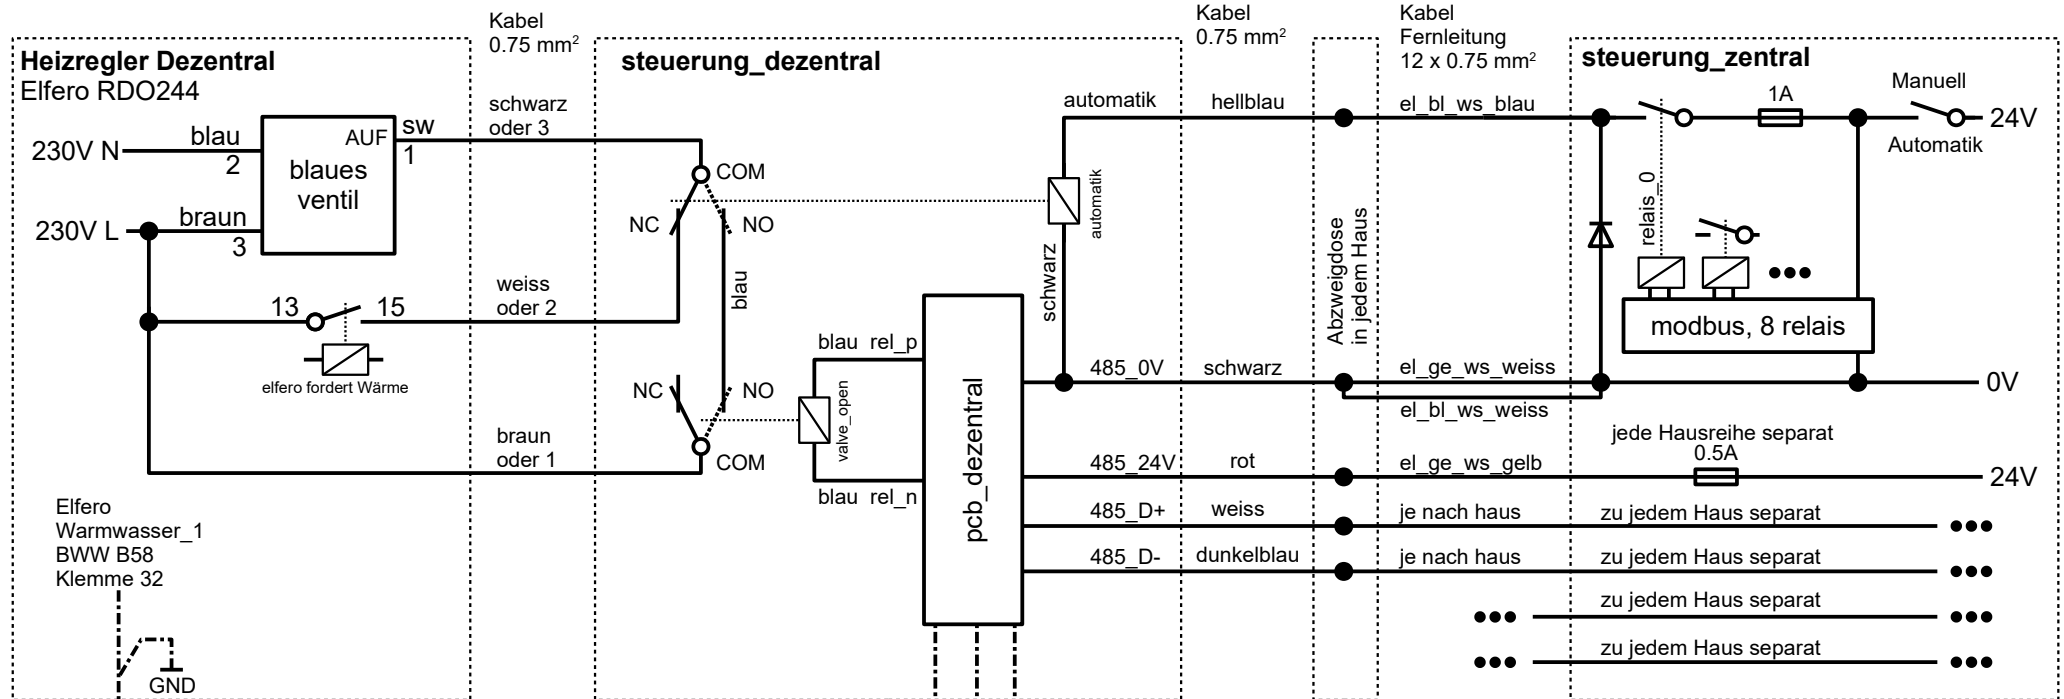 Heizregler Dezentral
Elfero RDO244
230V N
blau
2
230V L
braun
3
AUF
blaues
ventil
sw
1
13
15
elfero fordert Wärme
Elfero
Warmwasser_1
BWW B58
Klemme 32
GND
Kabel
0.75 mm²
schwarz
oder 3
weiss
oder 2
braun
oder 1
steuerung_dezentral
COM
NC
NO
blau
NC
NO
COM
blau rel_p
valve_open
blau rel_n
pcb_dezentral
automatik
automatik
schwarz
485_0V
485_24V
485_D+
485_D-
Kabel
0.75 mm²
hellblau
schwarz
rot
weiss
dunkelblau
Abzweigdose
in jedem Haus
Kabel
Fernleitung
12 x 0.75 mm²
el_bl_ws_blau
el_ge_ws_weiss
el_bl_ws_weiss
el_ge_ws_gelb
je nach haus
je nach haus
steuerung_zentral
1A
Manuell
24V
Automatik
relais_0
modbus, 8 relais
0V
jede Hausreihe separat
0.5A
24V
zu jedem Haus separat
zu jedem Haus separat
zu jedem Haus separat
zu jedem Haus separat